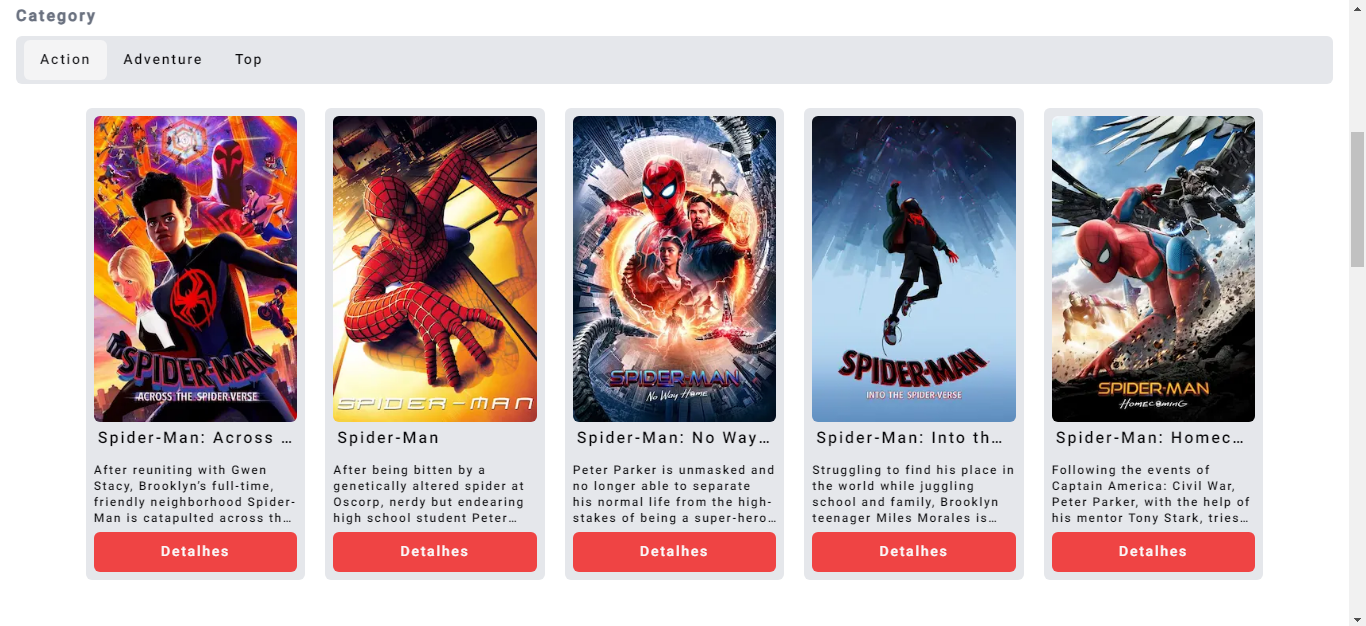 Category
Action Adventure Top
SPIDER-MAN
ACROSS THE SPIDER-VERSE
SPIDER-MAN
SPIDER-MAN
No Way Home
SPIDER-MAN
INTO THE SPIDER-VERSE
SPIDER-MAN
HOMECOMING
Spider-Man: Across ...
After reuniting with Gwen
Stacy, Brooklyn’s full-time,
friendly neighborhood Spider-
Man is catapulted across th...
Detalhes
Spider-Man
After being bitten by a
genetically altered spider at
Oscorp, nerdy but endearing
high school student Peter...
Detalhes
Spider-Man: No Way...
Peter Parker is unmasked and
no longer able to separate
his normal life from the high-
stakes of being a super-hero...
Detalhes
Spider-Man: Into th...
Struggling to find his place in
the world while juggling
school and family, Brooklyn
teenager Miles Morales is...
Detalhes
Spider-Man: Homec...
Following the events of
Captain America: Civil War,
Peter Parker, with the help of
his mentor Tony Stark, tries...
Detalhes